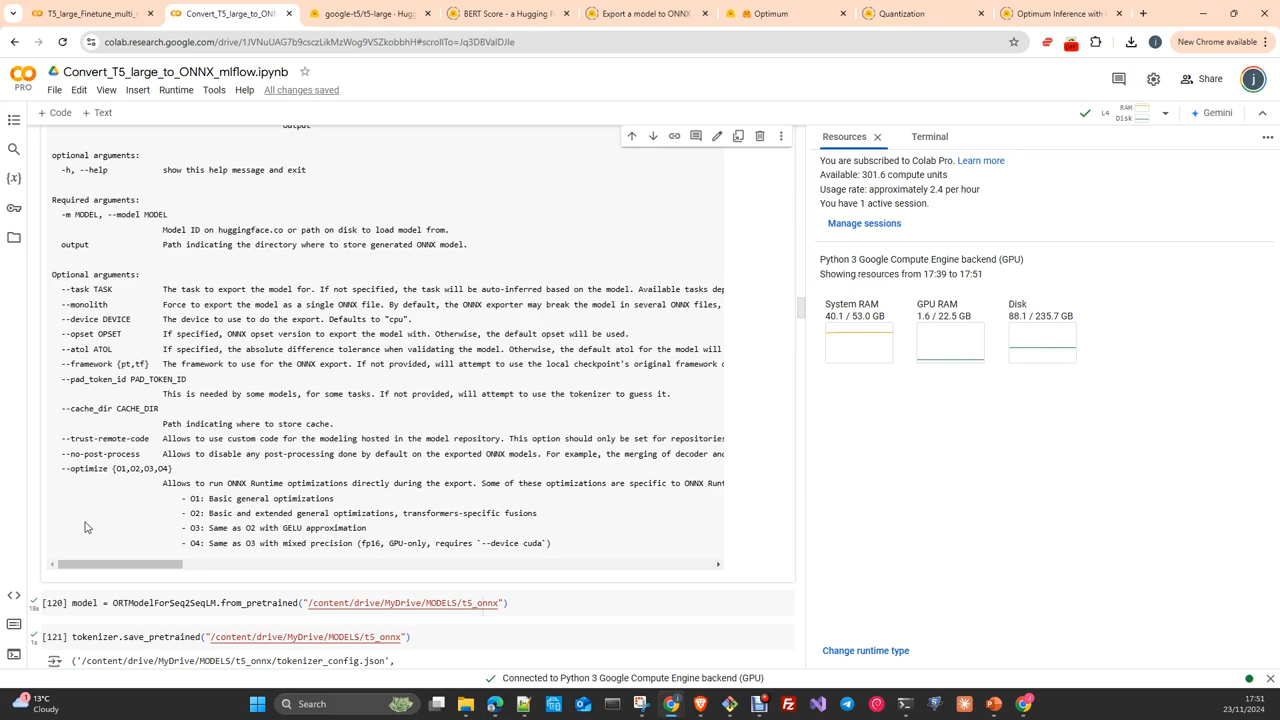 T5_large_Finetune_multi_
Convert_T5_large_to_ONN
google-t5/t5-large · Hugg
BERT Score - a Hugging F
Export a model to ONNX
Optimum
Quantization
Optimum Inference with
colab.research.google.com/drive/1JVNuUAG7b9csczLikMzWog9VSZkobbhH#scrollTo=Jq3DBVaIDJIe
OFF
New Chrome available
PRO
Convert_T5_large_to_ONNX_mlflow.ipynb
File Edit View Insert Runtime Tools Help All changes saved
Share
+ Code + Text
L4
RAM
Disk
Gemini
output
optional arguments:
-h, --help show this help message and exit
Required arguments:
-m MODEL, --model MODEL
Model ID on huggingface.co or path on disk to load model from.
output Path indicating the directory where to store generated ONNX model.
Optional arguments:
--task TASK The task to export the model for. If not specified, the task will be auto-inferred based on the model. Available tasks dep
--monolith Force to export the model as a single ONNX file. By default, the ONNX exporter may break the model in several ONNX files,
--device DEVICE The device to use to do the export. Defaults to "cpu".
--opset OPSET If specified, ONNX opset version to export the model with. Otherwise, the default opset will be used.
--atol ATOL If specified, the absolute difference tolerance when validating the model. Otherwise, the default atol for the model will
--framework {pt,tf} The framework to use for the ONNX export. If not provided, will attempt to use the local checkpoint's original framework
--pad_token_id PAD_TOKEN_ID
This is needed by some models, for some tasks. If not provided, will attempt to use the tokenizer to guess it.
--cache_dir CACHE_DIR
Path indicating where to store cache.
--trust-remote-code Allows to use custom code for the modeling hosted in the model repository. This option should only be set for repositories
--no-post-process Allows to disable any post-processing done by default on the exported ONNX models. For example, the merging of decoder and
--optimize {O1,O2,O3,O4}
Allows to run ONNX Runtime optimizations directly during the export. Some of these optimizations are specific to ONNX Runt
- O1: Basic general optimizations
- O2: Basic and extended general optimizations, transformers-specific fusions
- O3: Same as O2 with GELU approximation
- O4: Same as O3 with mixed precision (fp16, GPU-only, requires `--device cuda`)
[120] model = ORTModelForSeq2SeqLM.from_pretrained("/content/drive/MyDrive/MODELS/t5_onnx")
10s
[121] tokenizer.save_pretrained("/content/drive/MyDrive/MODELS/t5_onnx")
1s
('/content/drive/MyDrive/MODELS/t5_onnx/tokenizer_config.json',
Resources
Terminal
You are subscribed to Colab Pro. Learn more
Available: 301.6 compute units
Usage rate: approximately 2.4 per hour
You have 1 active session.
Manage sessions
Python 3 Google Compute Engine backend (GPU)
Showing resources from 17:39 to 17:51
System RAM
40.1 / 53.0 GB
GPU RAM
1.6 / 22.5 GB
Disk
88.1 / 235.7 GB
Change runtime type
Connected to Python 3 Google Compute Engine backend (GPU)
13°C
Cloudy
Search
17:51
23/11/2024